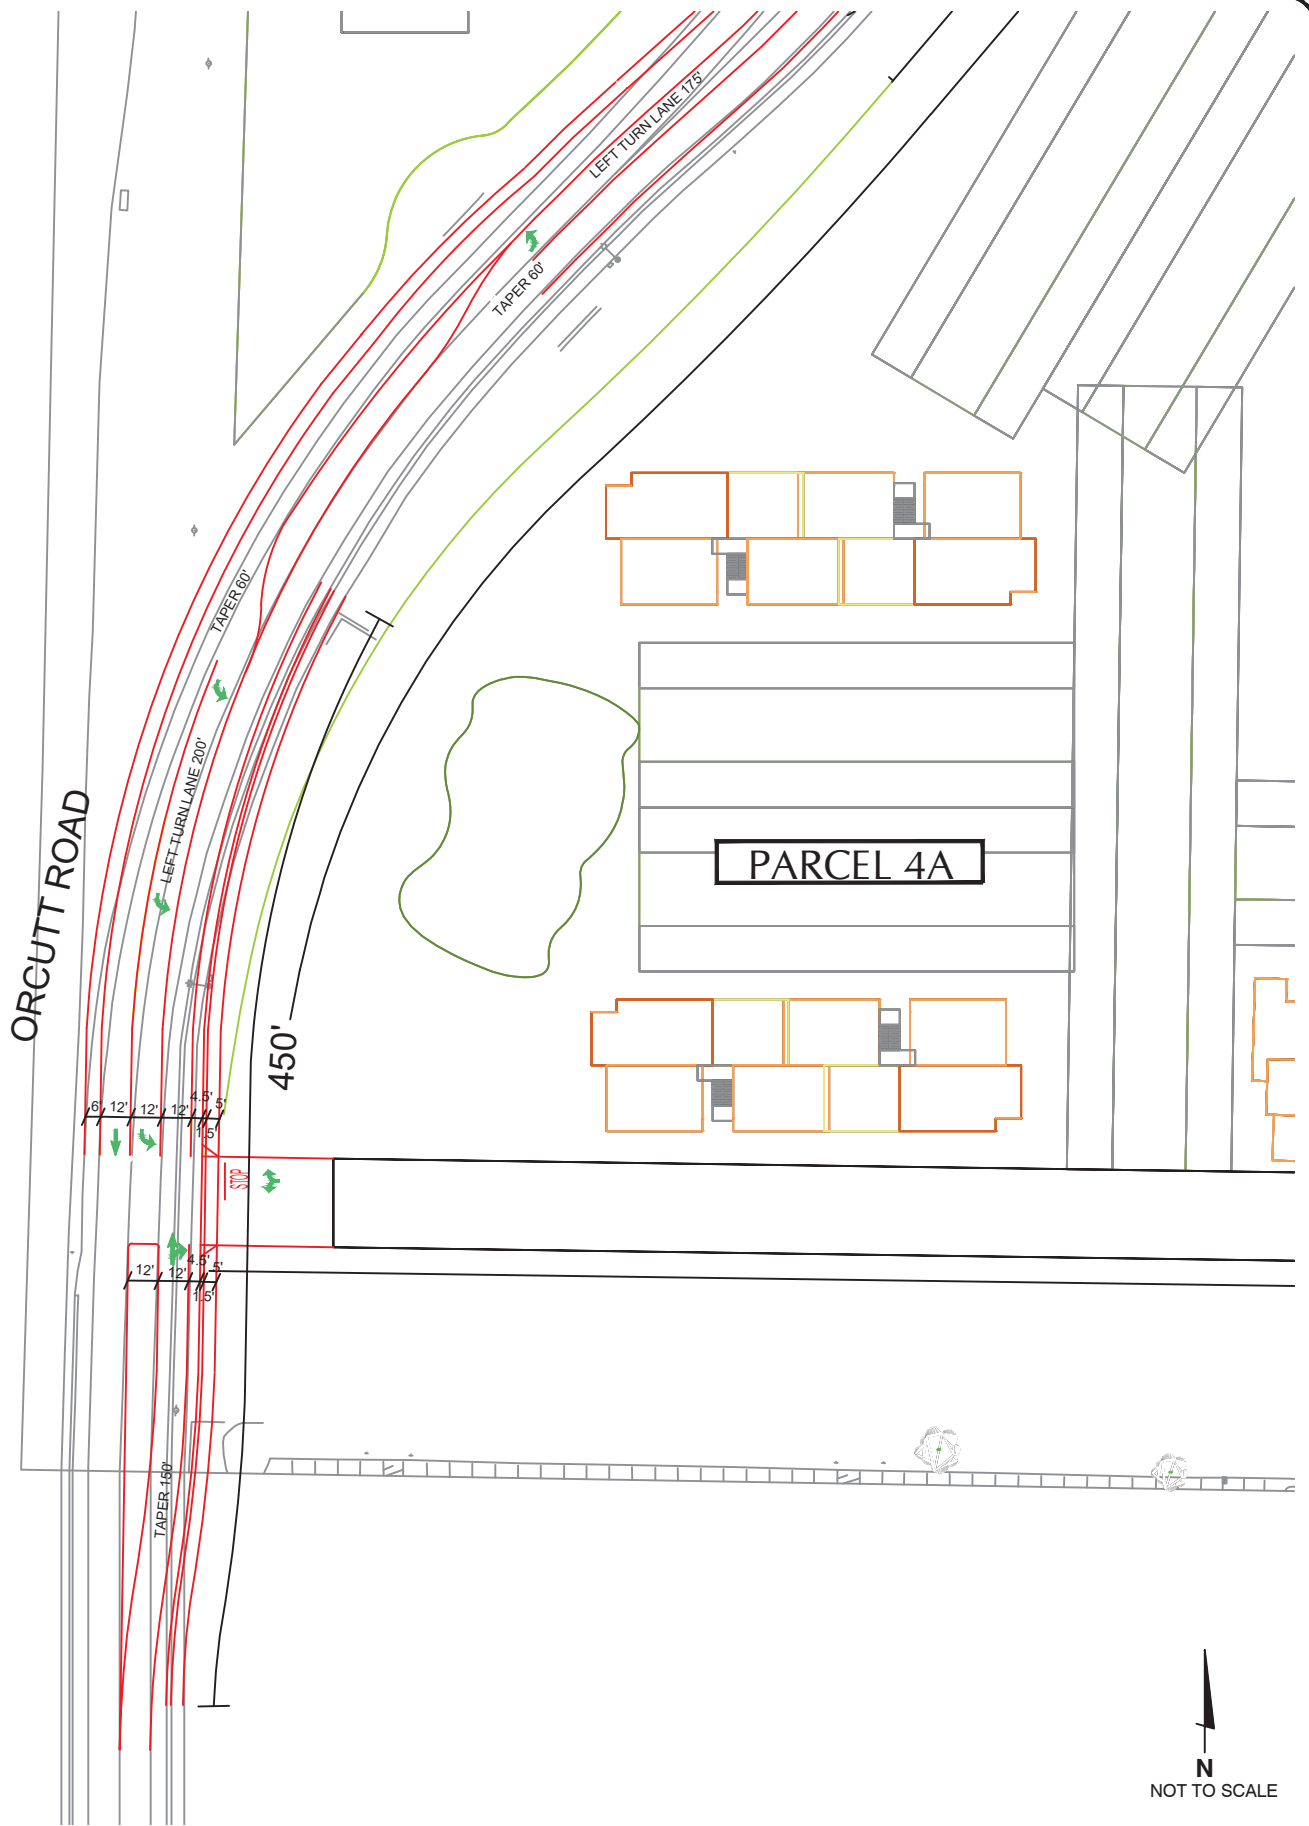 LEFT TURN LANE 175'
TAPER 60'
TAPER 60'
LEFT TURN LANE 200'
ORCUTT ROAD
PARCEL 4A
450'
6'
12'
12'
12'
4.5'
5'
1.5'
STOP
12'
12'
4.5'
5'
1.5'
TAPER 150'
N
NOT TO SCALE